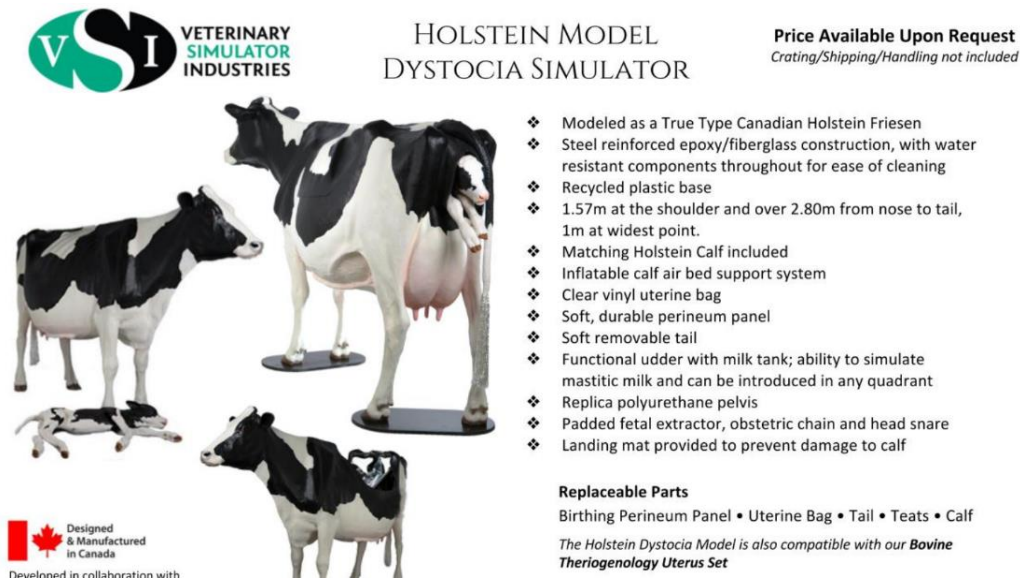 VSI VETERINARY
SIMULATOR
INDUSTRIES
HOLSTEIN MODEL
DYSTOCIA SIMULATOR
Price Available Upon Request
Crating/Shipping/Handling not included
❖ Modeled as a True Type Canadian Holstein Friesen
❖ Steel reinforced epoxy/fiberglass construction, with water
resistant components throughout for ease of cleaning
❖ Recycled plastic base
❖ 1.57m at the shoulder and over 2.80m from nose to tail,
1m at widest point.
❖ Matching Holstein Calf included
❖ Inflatable calf air bed support system
❖ Clear vinyl uterine bag
❖ Soft, durable perineum panel
❖ Soft removable tail
❖ Functional udder with milk tank; ability to simulate
mastitic milk and can be introduced in any quadrant
❖ Replica polyurethane pelvis
❖ Padded fetal extractor, obstetric chain and head snare
❖ Landing mat provided to prevent damage to calf
Replaceable Parts
Birthing Perineum Panel • Uterine Bag • Tail • Teats • Calf
The Holstein Dystocia Model is also compatible with our Bovine
Theriogenology Uterus Set
Designed
& Manufactured
in Canada
Developed in collaboration with